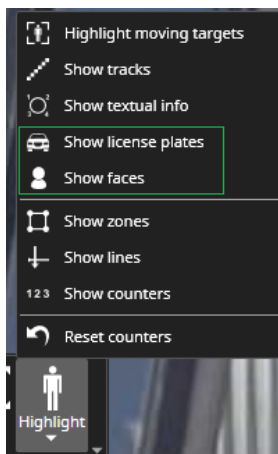 Highlight moving targets
Show tracks
Show textual info
Show license plates
Show faces
Show zones
Show lines
123 Show counters
Reset counters
Highlight